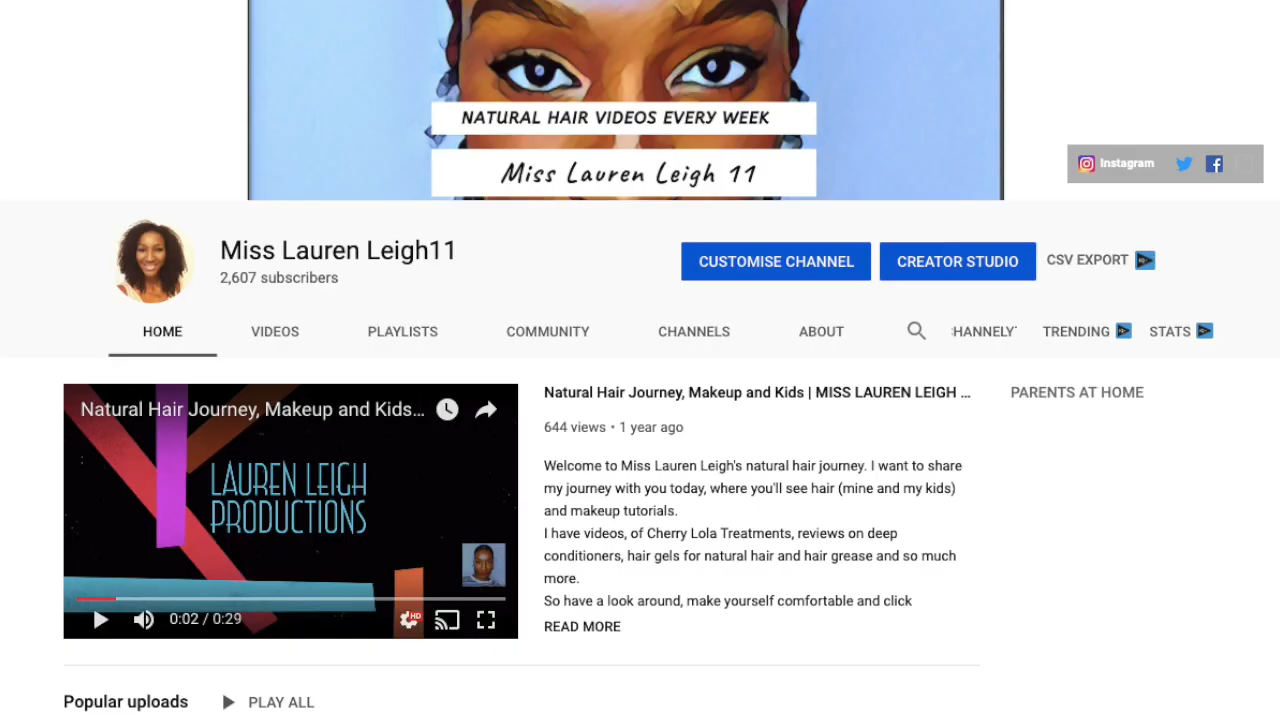 NATURAL HAIR VIDEOS EVERY WEEK
Miss Lauren Leigh 11
Instagram
Miss Lauren Leigh11
2,607 subscribers
CUSTOMISE CHANNEL
CREATOR STUDIO
CSV EXPORT
HOME
VIDEOS
PLAYLISTS
COMMUNITY
CHANNELS
ABOUT
HANNELY
TRENDING
STATS
Natural Hair Journey, Makeup and Kids...
LAUREN LEIGH
PRODUCTIONS
0:02 / 0:29
HD
Natural Hair Journey, Makeup and Kids | MISS LAUREN LEIGH ...
644 views • 1 year ago
Welcome to Miss Lauren Leigh's natural hair journey. I want to share
my journey with you today, where you'll see hair (mine and my kids)
and makeup tutorials.
I have videos, of Cherry Lola Treatments, reviews on deep
conditioners, hair gels for natural hair and hair grease and so much
more.
So have a look around, make yourself comfortable and click
READ MORE
PARENTS AT HOME
Popular uploads
PLAY ALL